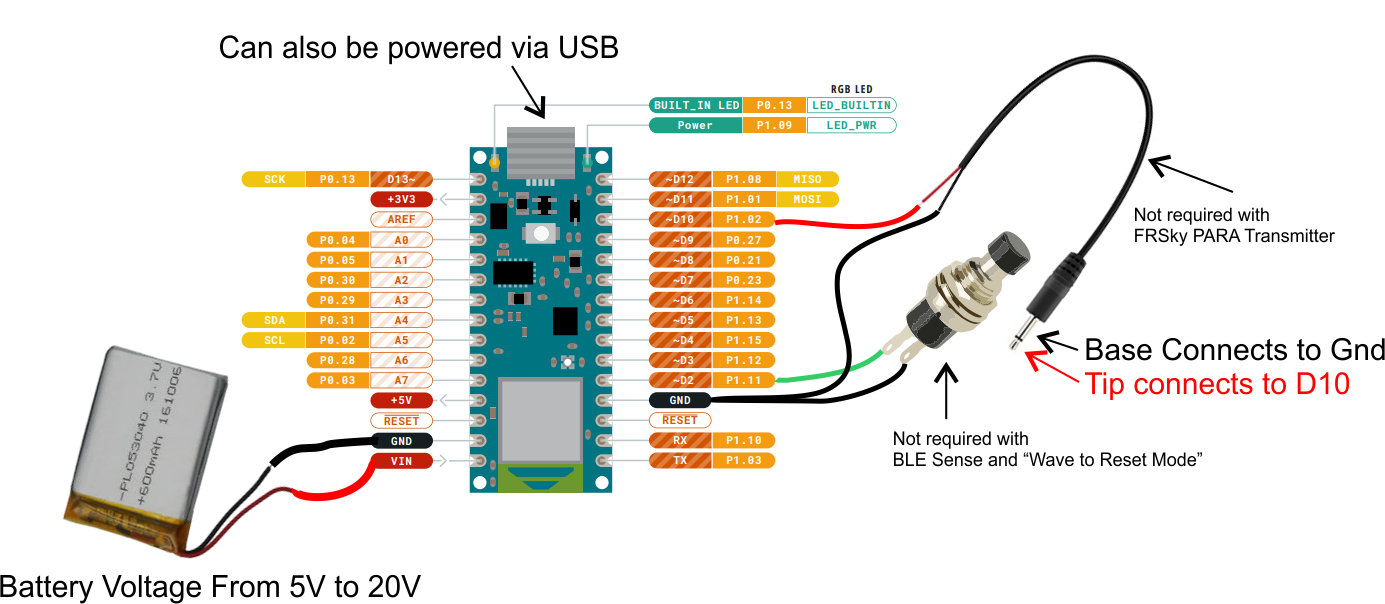 Can also be powered via USB
RGB LED
BUILT_IN LED P0.13 LED_BUILTIN
Power P1.09 LED_PWR
SCK P0.13 D13~
+3V3
AREF
P0.04 A0
P0.05 A1
P0.30 A2
P0.29 A3
SDA P0.31 A4
SCL P0.02 A5
P0.28 A6
P0.03 A7
+5V
RESET
GND
VIN
~D12 P1.08 MISO
~D11 P1.01 MOSI
~D10 P1.02
~D9 P0.27
~D8 P0.21
~D7 P0.23
~D6 P1.14
~D5 P1.13
~D4 P1.15
~D3 P1.12
~D2 P1.11
GND
RESET
RX P1.10
TX P1.03
Not required with
FRSky PARA Transmitter
Base Connects to Gnd
Tip connects to D10
Not required with
BLE Sense and “Wave to Reset Mode”
-PL053040 3.7V
+600mAh 161006
Battery Voltage From 5V to 20V